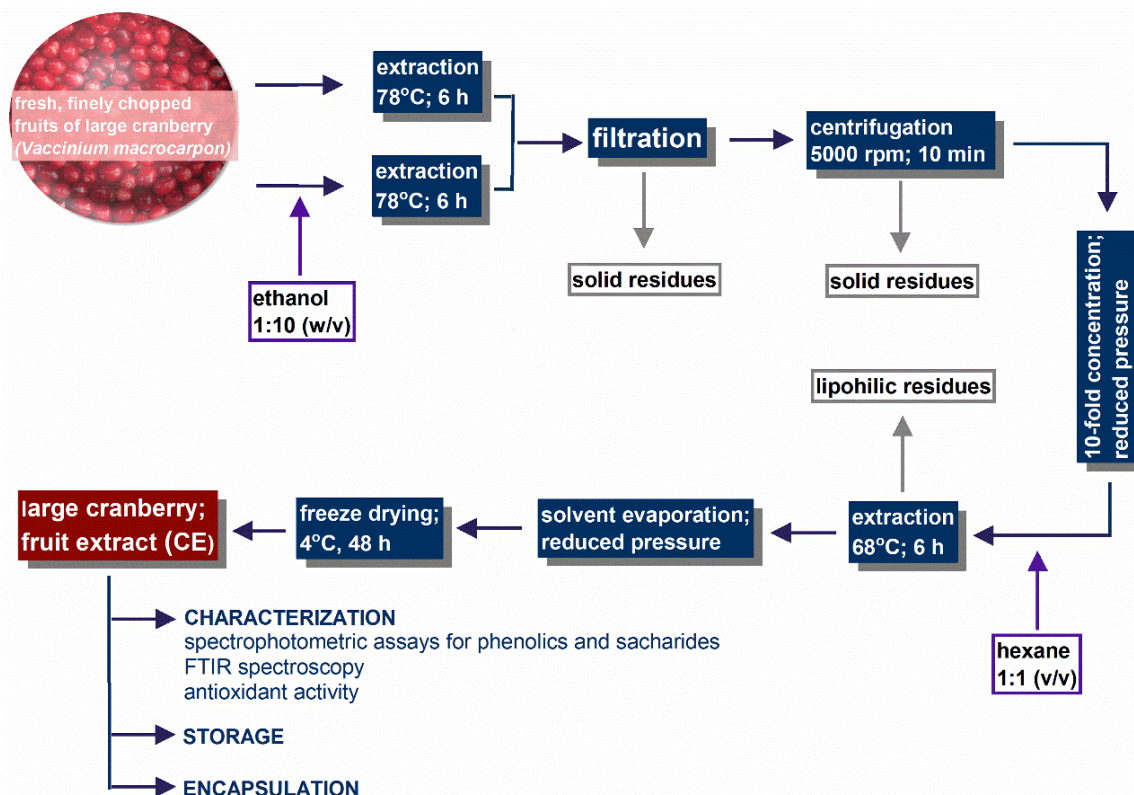 fresh, finely chopped
fruits of large cranberry
(Vaccinium macrocarpon)
extraction
78°C; 6 h
extraction
78°C; 6 h
ethanol
1:10 (w/v)
filtration
solid residues
centrifugation
5000 rpm; 10 min
solid residues
10-fold concentration;
reduced pressure
hexane
1:1 (v/v)
extraction
68°C; 6 h
lipohilic residues
solvent evaporation;
reduced pressure
freeze drying;
4°C, 48 h
large cranberry;
fruit extract (CE)
CHARACTERIZATION
spectrophotometric assays for phenolics and sacharides
FTIR spectroscopy
antioxidant activity
STORAGE
ENCAPSULATION